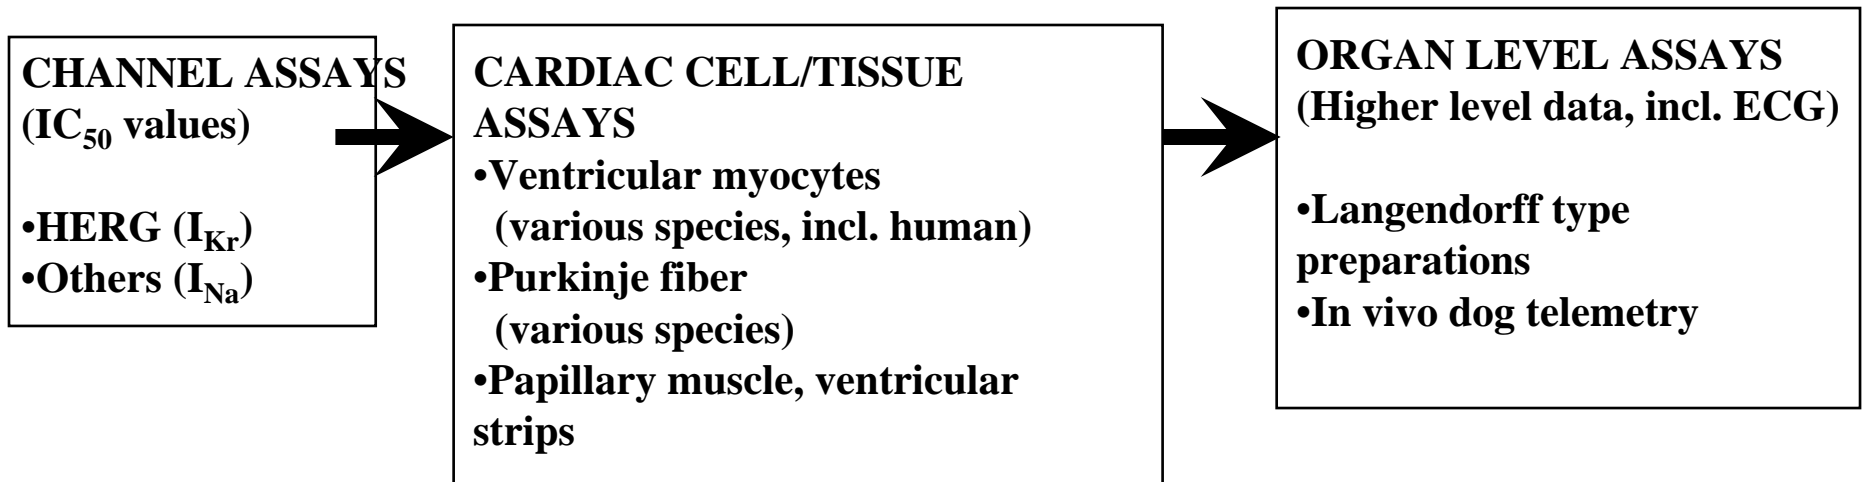 CHANNEL ASSAYS
(IC50 values)
•HERG (IKr)
•Others (INa)
CARDIAC CELL/TISSUE
ASSAYS
•Ventricular myocytes
(various species, incl. human)
•Purkinje fiber
(various species)
•Papillary muscle, ventricular
strips
ORGAN LEVEL ASSAYS
(Higher level data, incl. ECG)
•Langendorff type
preparations
•In vivo dog telemetry